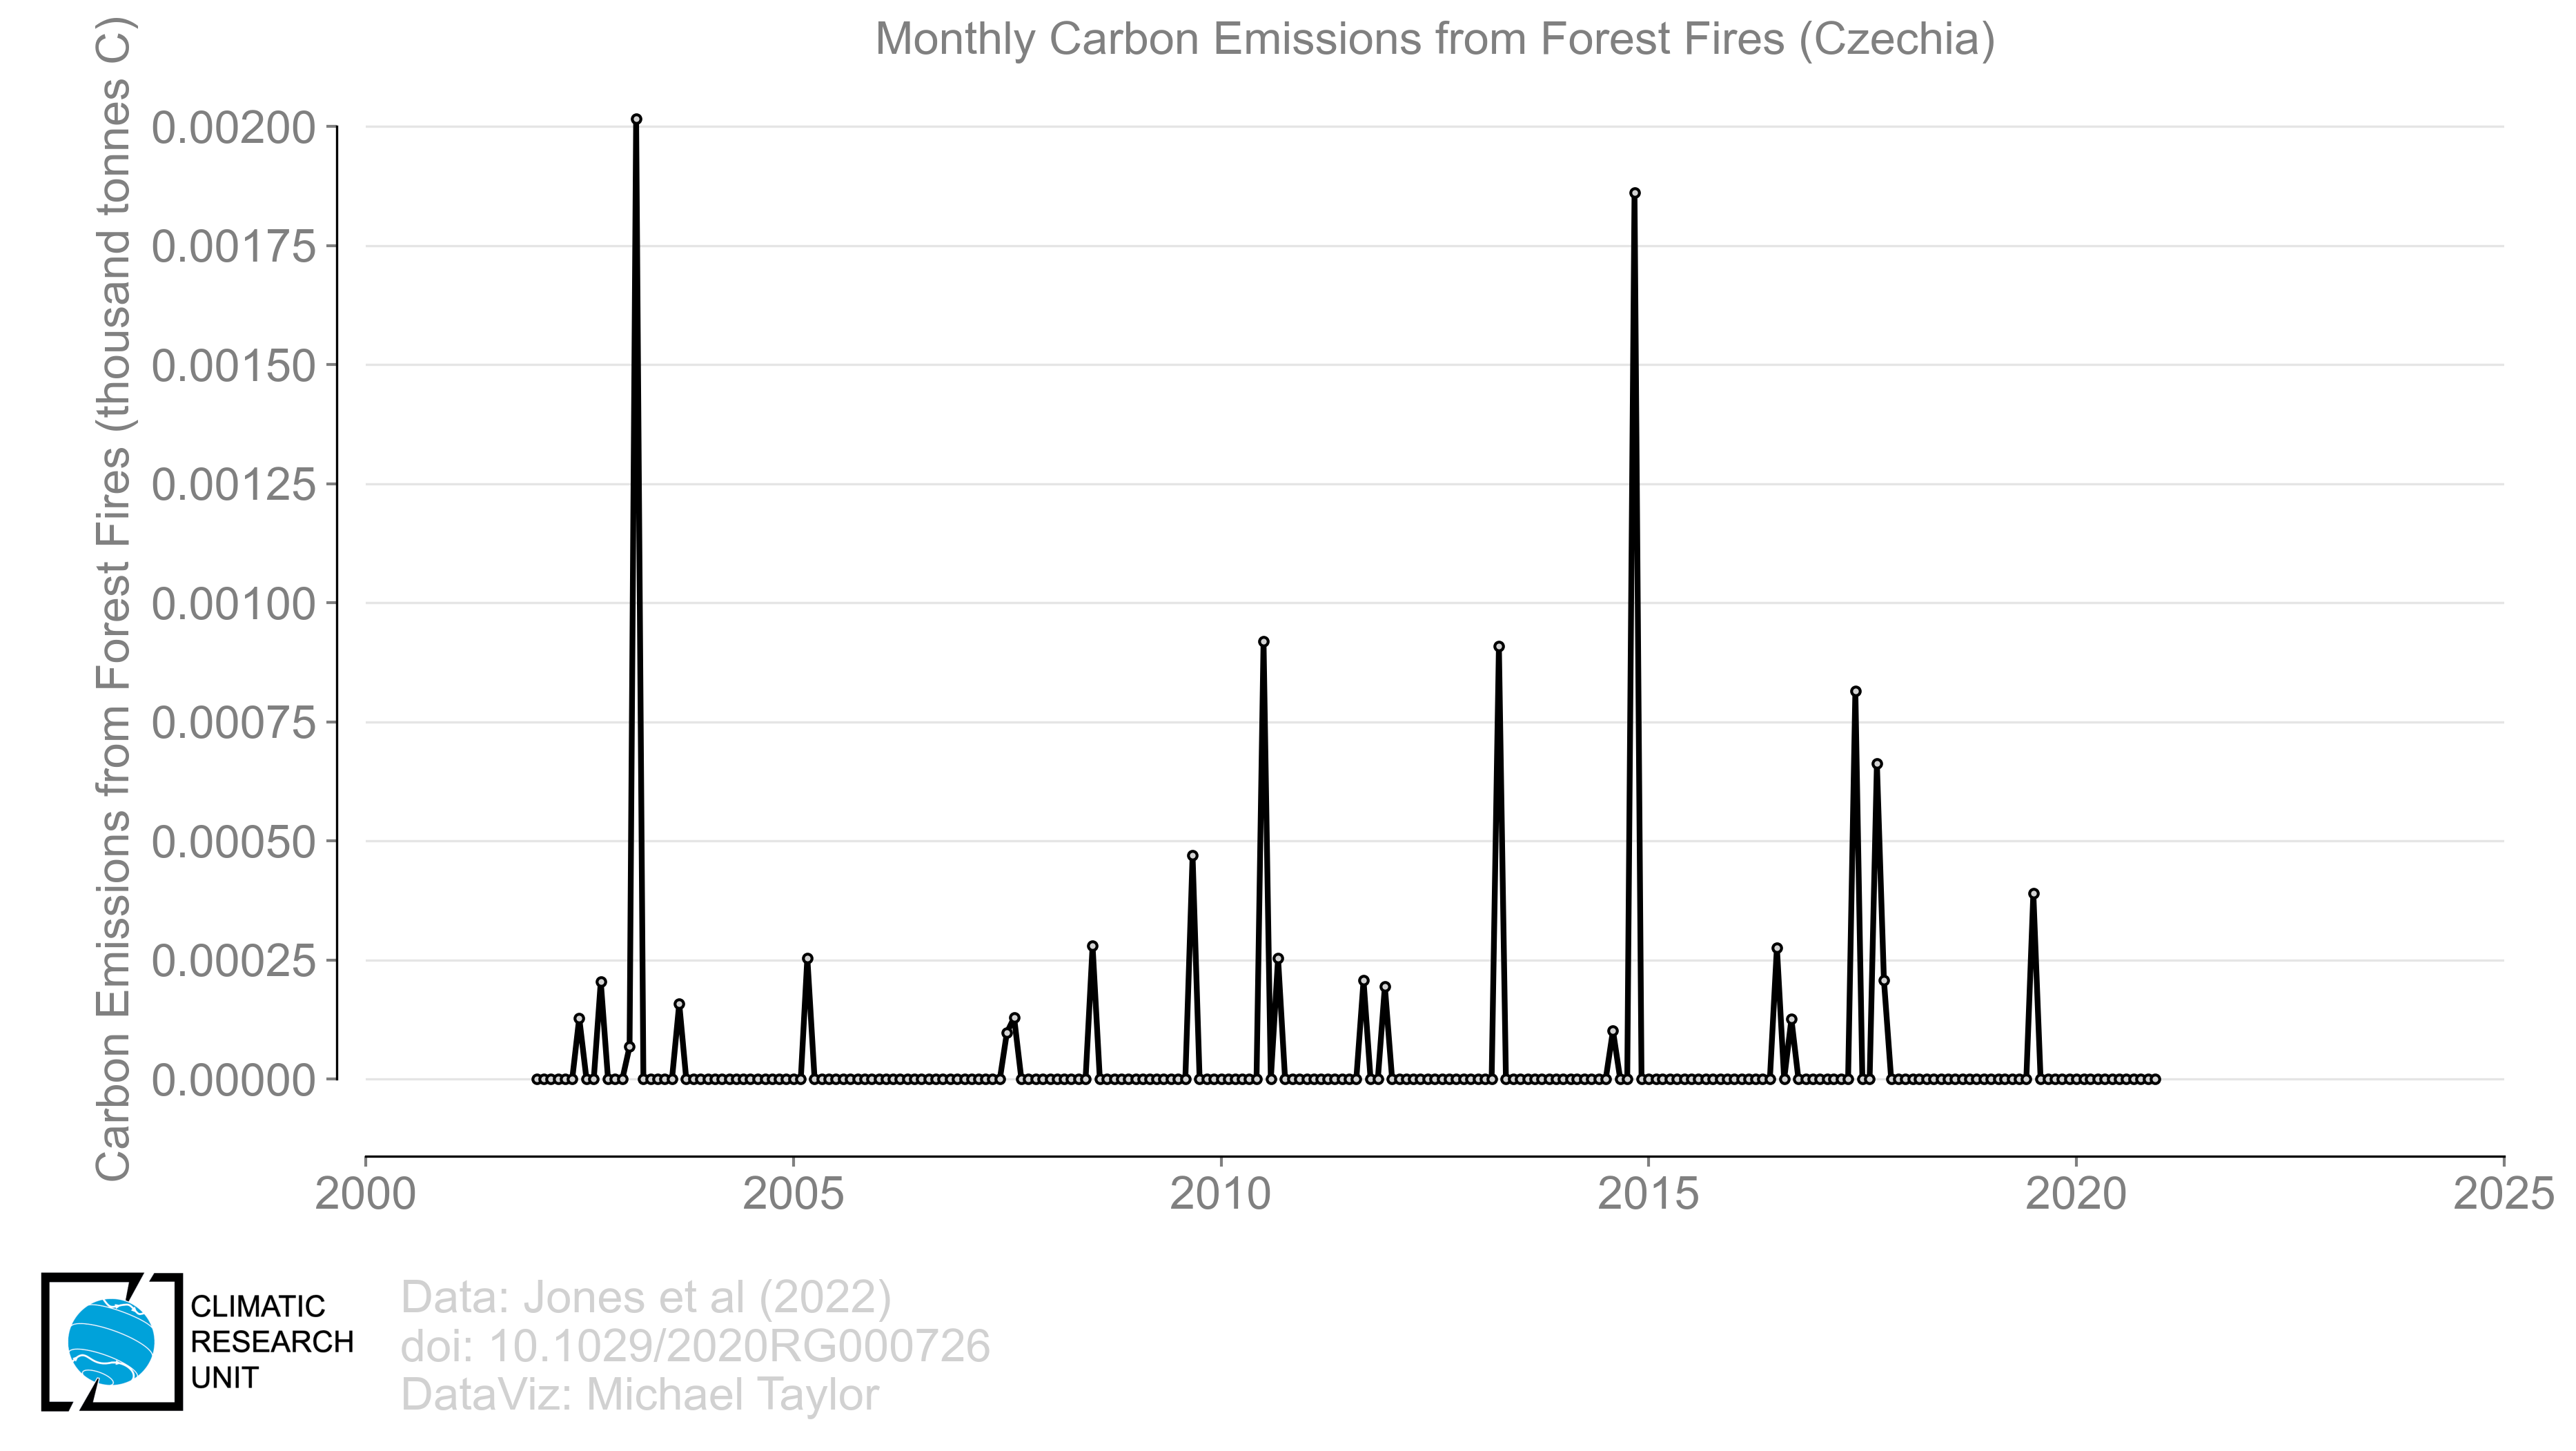 Monthly Carbon Emissions from Forest Fires (Czechia)
Carbon Emissions from Forest Fires (thousand tonnes C)
0.00200
0.00175
0.00150
0.00125
0.00100
0.00075
0.00050
0.00025
0.00000
2000 2005 2010 2015 2020 2025
CLIMATIC
RESEARCH
UNIT
Data: Jones et al (2022)
doi: 10.1029/2020RG000726
DataViz: Michael Taylor